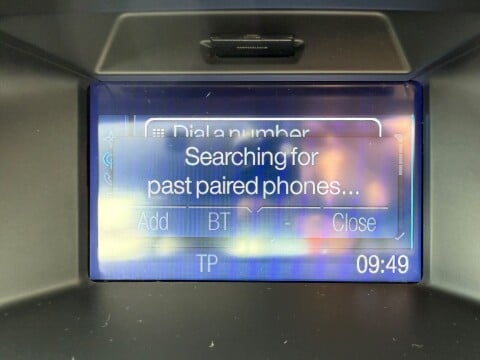 Dial a number
Searching for
past paired phones...
Add BT - Close
TP 09:49